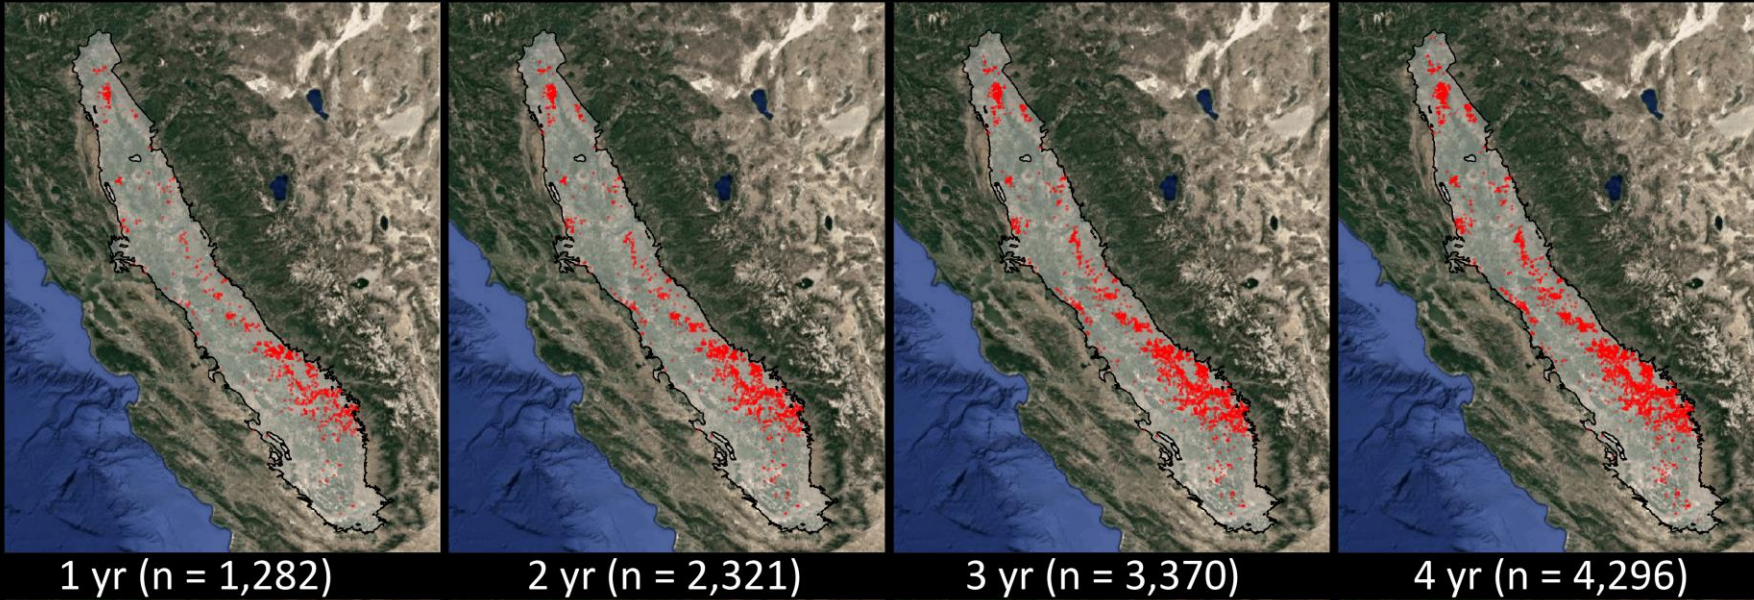 1 yr (n = 1,282)
2 yr (n = 2,321)
3 yr (n = 3,370)
4 yr (n = 4,296)